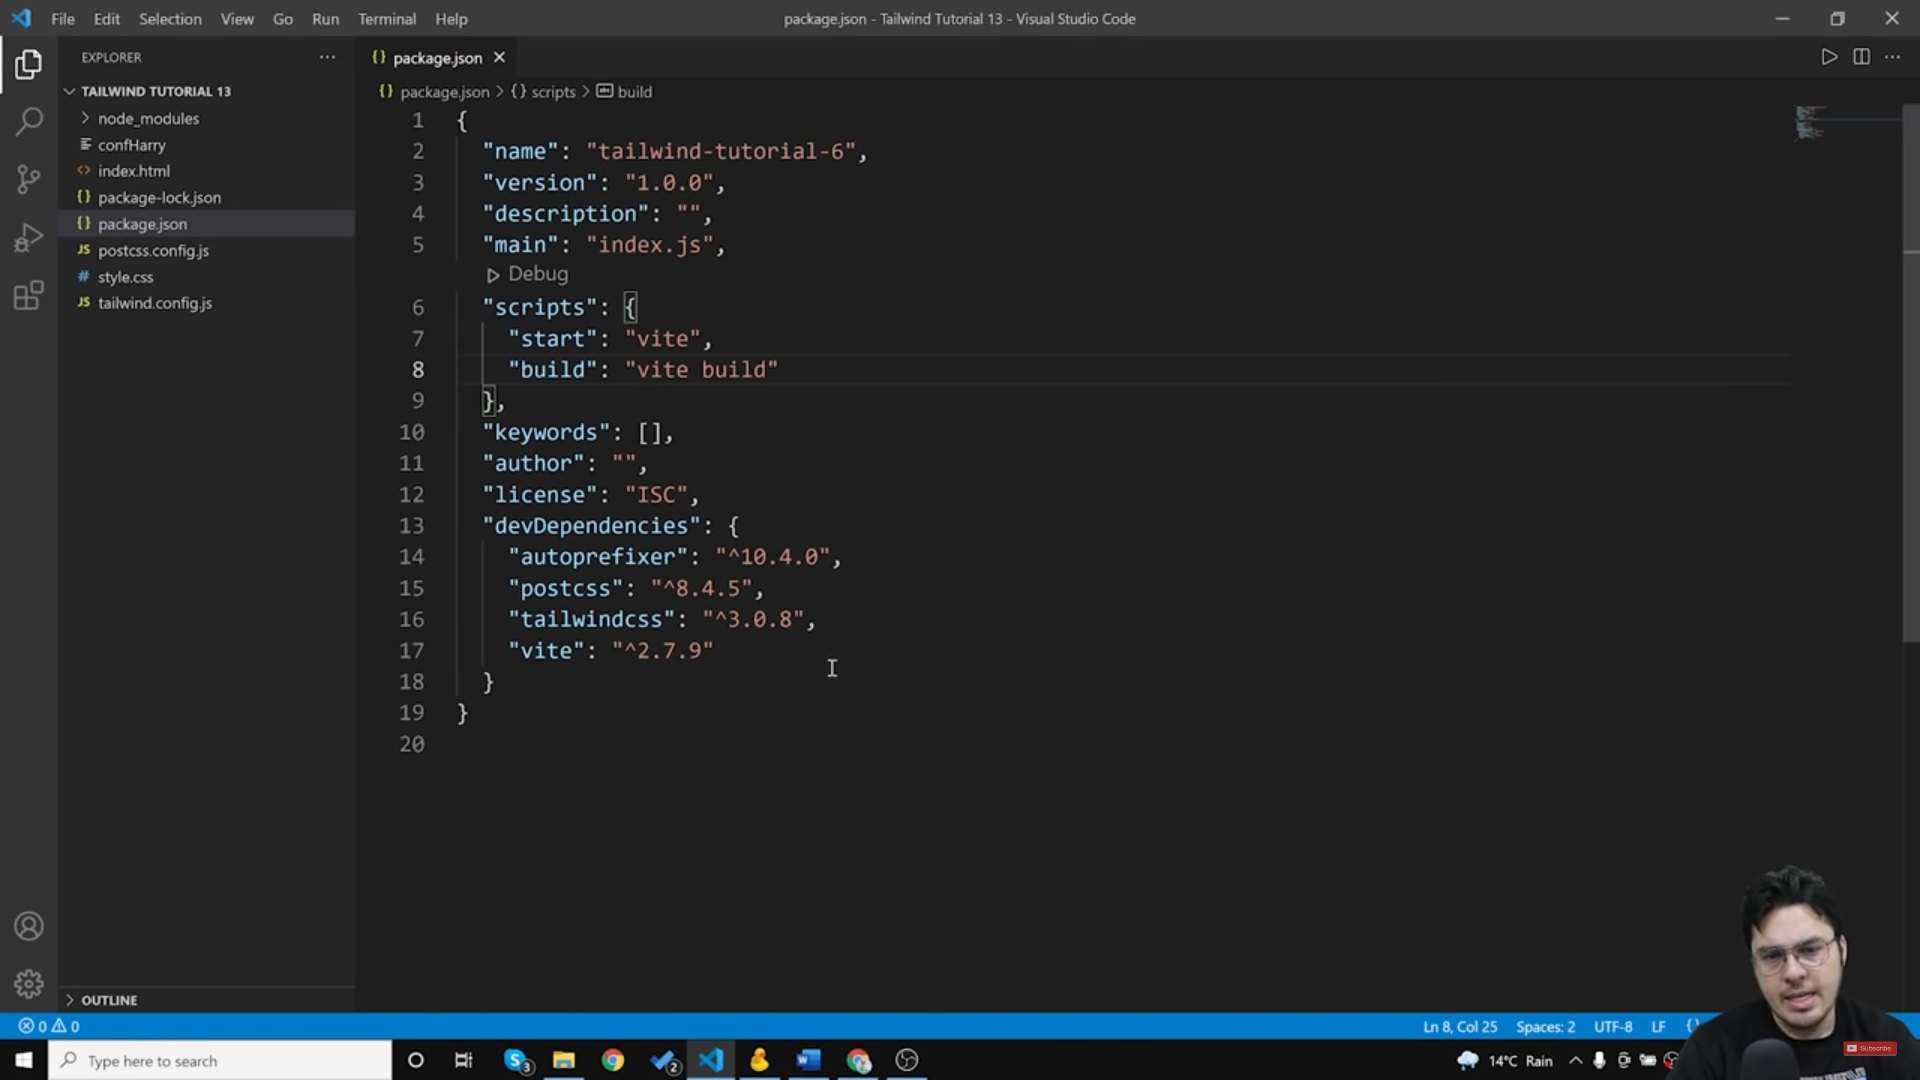 File Edit Selection View Go Run Terminal Help
package.json - Tailwind Tutorial 13 - Visual Studio Code
EXPLORER
TAILWIND TUTORIAL 13
node_modules
confHarry
index.html
package-lock.json
package.json
postcss.config.js
style.css
tailwind.config.js
OUTLINE
package.json
package.json > {} scripts > build
1 {
2 "name": "tailwind-tutorial-6",
3 "version": "1.0.0",
4 "description": "",
5 "main": "index.js",
Debug
6 "scripts": {
7 "start": "vite",
8 "build": "vite build"
9 },
10 "keywords": [],
11 "author": "",
12 "license": "ISC",
13 "devDependencies": {
14 "autoprefixer": "^10.4.0",
15 "postcss": "^8.4.5",
16 "tailwindcss": "^3.0.8",
17 "vite": "^2.7.9"
18 }
19 }
20
0 0
Ln 8, Col 25 Spaces: 2 UTF-8 LF {}
Type here to search
3
2
14°C Rain
Subscribe